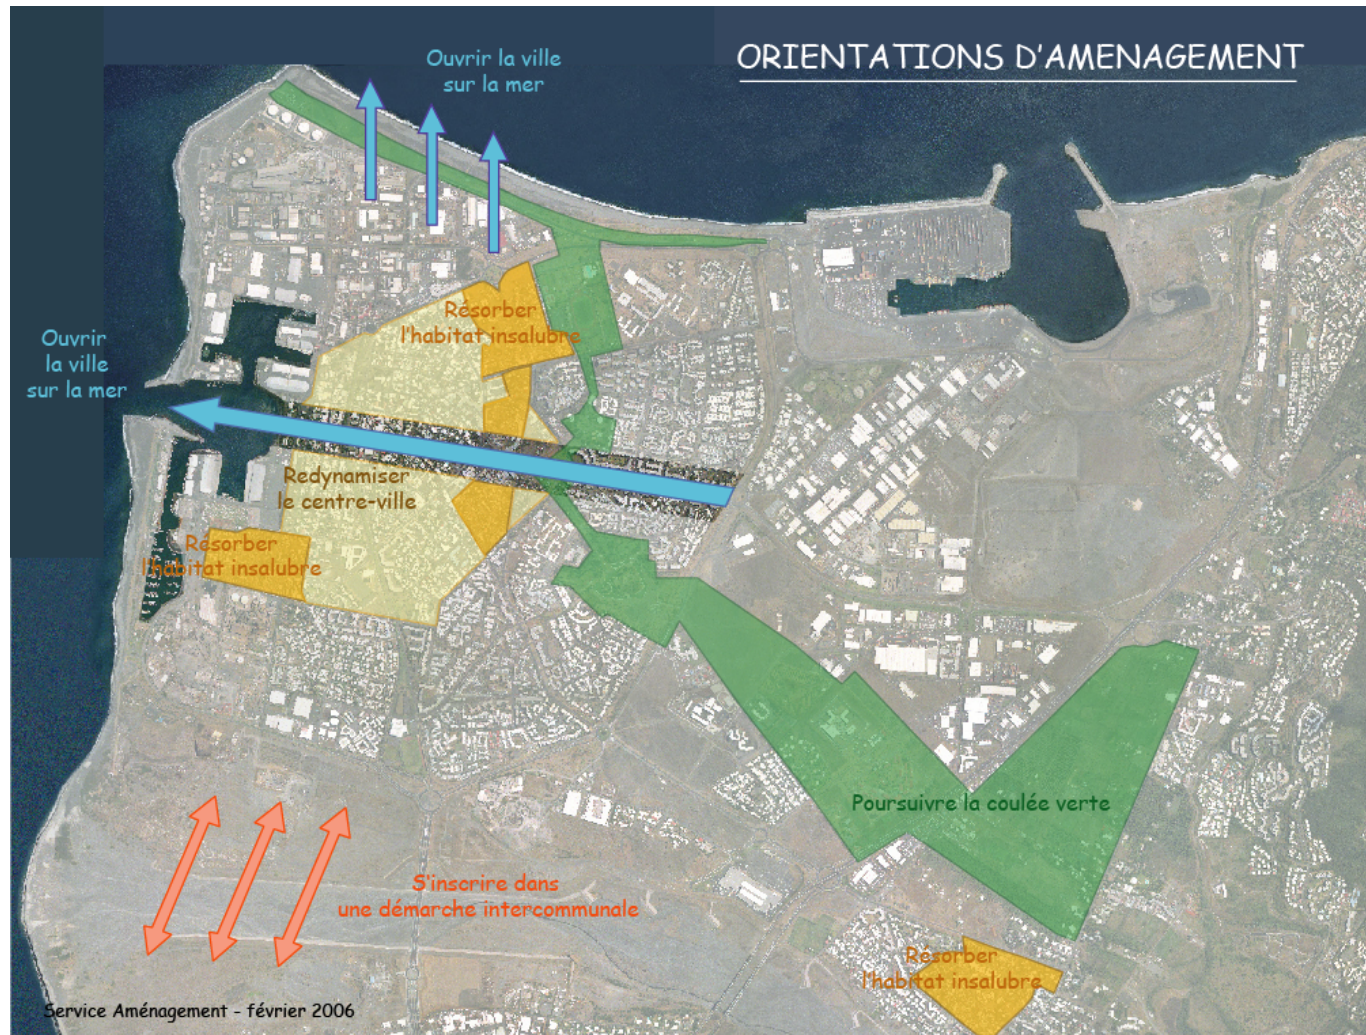 ORIENTATIONS D'AMENAGEMENT
Ouvrir la ville
sur la mer
Résorber
l'habitat insalubre
Ouvrir
la ville
sur la mer
Redynamiser
le centre-ville
Résorber
l'habitat insalubre
Poursuivre la coulée verte
S'inscrire dans
une démarche intercommunale
Résorber
l'habitat insalubre
Service Aménagement - février 2006